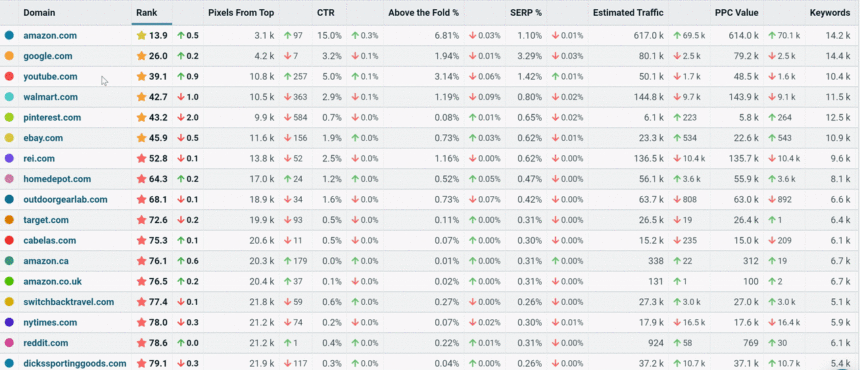 Domain Rank Pixels From Top CTR Above the Fold % SERP % Estimated Traffic PPC Value Keywords
amazon.com 13.9 ↑ 0.5 3.1 k ↑ 97 15.0% ↑ 0.3% 6.81% ↓ 0.03% 1.10% ↓ 0.01% 617.0 k ↑ 69.5 k 614.0 k ↑ 70.1 k 14.2 k
google.com 26.0 ↑ 0.2 4.2 k ↓ 7 3.2% ↓ 0.1% 1.94% ↓ 0.01% 3.29% ↓ 0.03% 80.1 k ↓ 2.5 k 79.2 k ↓ 2.5 k 14.4 k
youtube.com 39.1 ↑ 0.9 10.8 k ↑ 257 5.0% ↑ 0.1% 3.14% ↓ 0.06% 1.42% ↑ 0.01% 50.1 k ↓ 1.7 k 48.5 k ↓ 1.6 k 10.4 k
walmart.com 42.7 ↓ 1.0 10.5 k ↓ 363 2.9% ↓ 0.1% 1.19% ↓ 0.09% 0.80% ↓ 0.02% 144.8 k ↓ 9.7 k 143.9 k ↓ 9.1 k 11.5 k
pinterest.com 43.2 ↓ 2.0 9.9 k ↓ 584 0.7% ↓ 0.0% 0.08% ↑ 0.01% 0.65% ↓ 0.02% 6.1 k ↑ 223 5.8 k ↑ 264 12.5 k
ebay.com 45.9 ↓ 0.5 11.6 k ↓ 156 1.9% ↑ 0.0% 0.73% ↑ 0.03% 0.62% ↓ 0.01% 23.3 k ↑ 534 22.6 k ↑ 543 10.9 k
rei.com 52.8 ↓ 0.1 13.8 k ↓ 52 2.5% ↓ 0.0% 1.16% ↓ 0.00% 0.62% ↓ 0.00% 136.5 k ↓ 10.4 k 135.7 k ↓ 10.4 k 9.6 k
homedepot.com 64.3 ↑ 0.2 17.0 k ↑ 24 1.2% ↑ 0.0% 0.52% ↑ 0.05% 0.47% ↓ 0.00% 56.1 k ↑ 3.6 k 55.9 k ↑ 3.6 k 8.1 k
outdoorgearlab.com 68.1 ↓ 0.1 18.9 k ↓ 34 1.6% ↓ 0.0% 0.73% ↓ 0.07% 0.42% ↓ 0.00% 63.7 k ↓ 808 63.0 k ↓ 892 6.6 k
target.com 72.6 ↓ 0.2 19.9 k ↓ 93 0.5% ↓ 0.0% 0.11% ↑ 0.00% 0.31% ↓ 0.00% 26.5 k ↓ 19 26.4 k ↑ 1 6.4 k
cabelas.com 75.3 ↑ 0.1 20.6 k ↓ 11 0.5% ↓ 0.0% 0.07% ↑ 0.00% 0.30% ↓ 0.00% 15.2 k ↓ 235 15.0 k ↓ 209 6.1 k
amazon.ca 76.1 ↑ 0.6 20.3 k ↑ 179 0.0% ↑ 0.0% 0.01% ↓ 0.00% 0.31% ↑ 0.00% 338 ↑ 22 312 ↑ 19 6.7 k
amazon.co.uk 76.5 ↑ 0.2 20.4 k ↑ 37 0.1% ↓ 0.0% 0.02% ↑ 0.00% 0.31% ↓ 0.00% 131 ↑ 1 100 ↑ 2 6.7 k
switchbacktravel.com 77.4 ↓ 0.1 21.8 k ↓ 59 0.6% ↑ 0.0% 0.27% ↓ 0.00% 0.26% ↓ 0.00% 27.3 k ↑ 3.0 k 27.0 k ↑ 3.0 k 5.1 k
nytimes.com 78.0 ↓ 0.3 21.2 k ↓ 74 0.2% ↓ 0.0% 0.07% ↓ 0.02% 0.30% ↓ 0.01% 17.9 k ↓ 16.5 k 17.6 k ↓ 16.4 k 5.9 k
reddit.com 78.6 ↑ 0.0 21.2 k ↑ 1 0.4% ↑ 0.0% 0.22% ↑ 0.01% 0.31% ↓ 0.00% 924 ↑ 58 769 ↑ 30 6.1 k
dickssportinggoods.com 79.1 ↓ 0.3 21.9 k ↓ 117 0.3% ↑ 0.0% 0.04% ↑ 0.00% 0.26% ↓ 0.00% 37.2 k ↑ 10.7 k 37.1 k ↑ 10.7 k 5.4 k